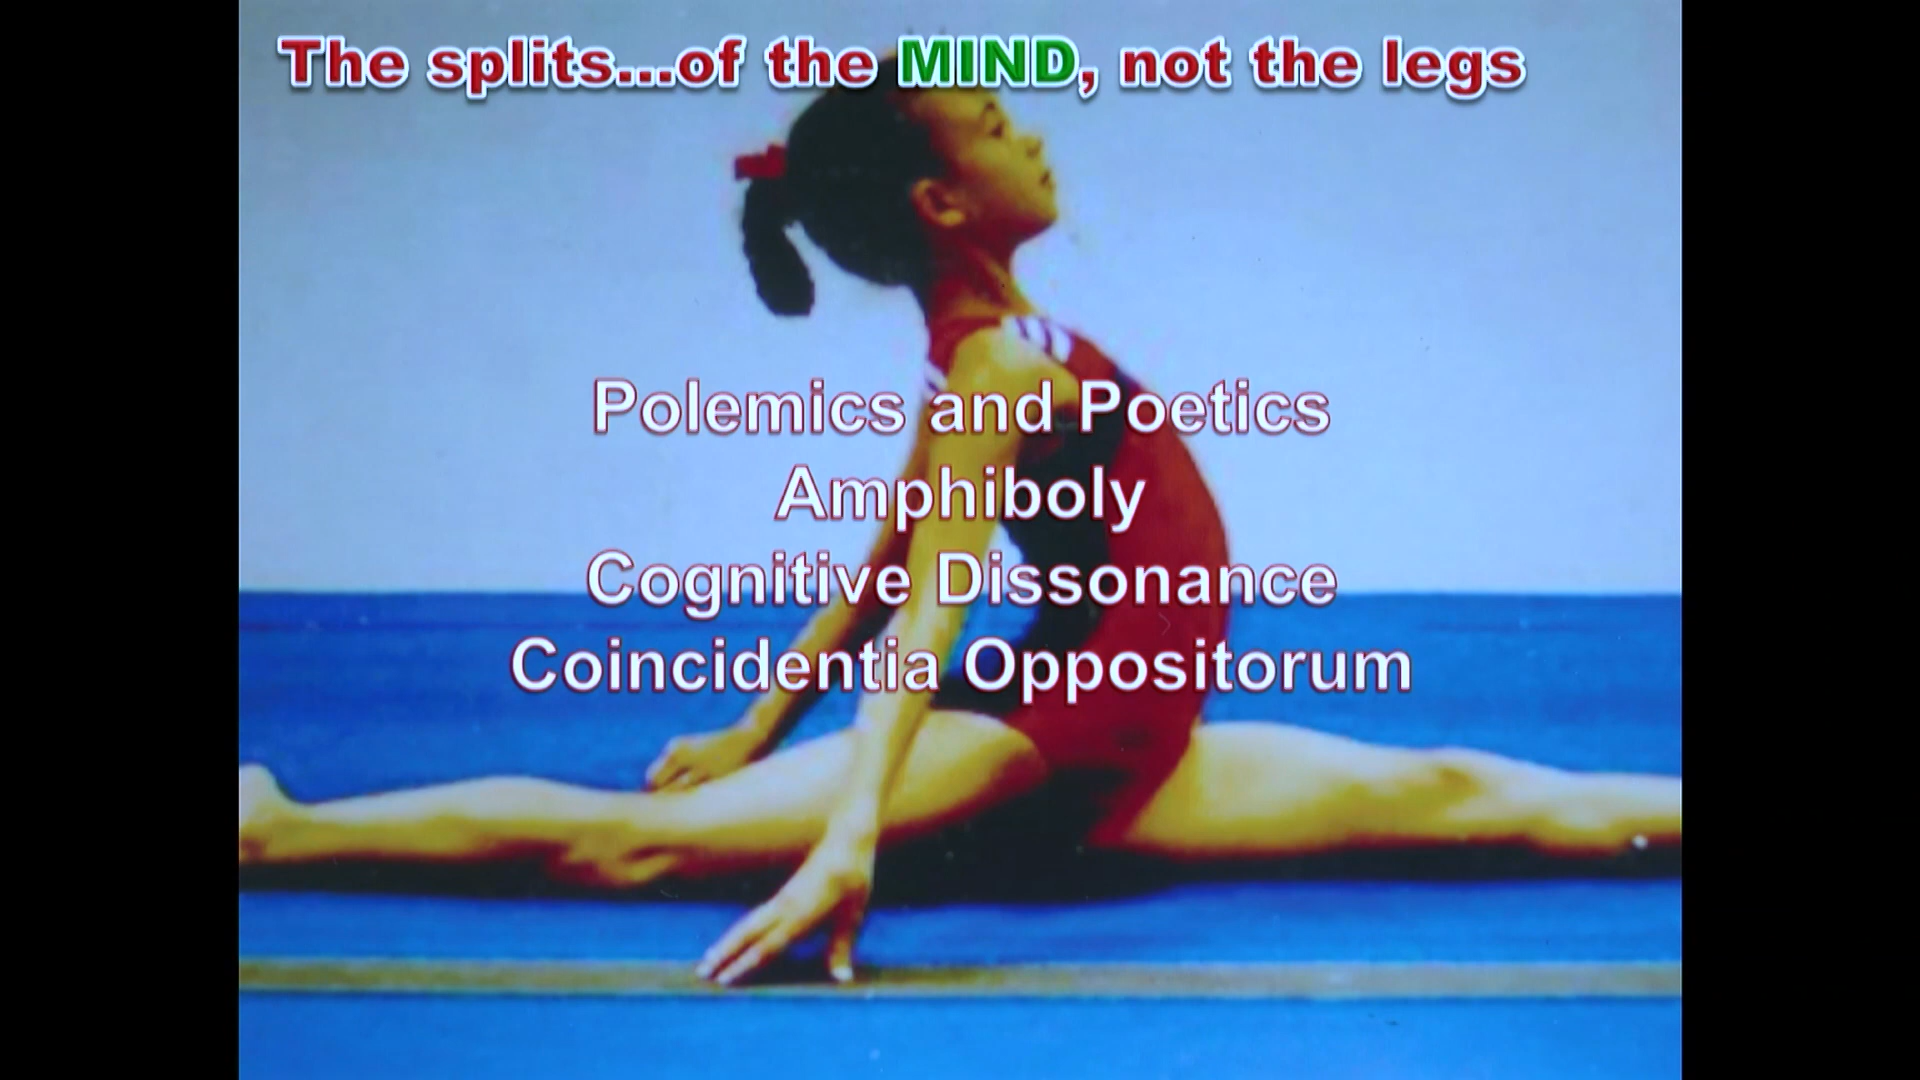 The splits...of the MIND, not the legs
Polemics and Poetics
Amphiboly
Cognitive Dissonance
Coincidentia Oppositorum